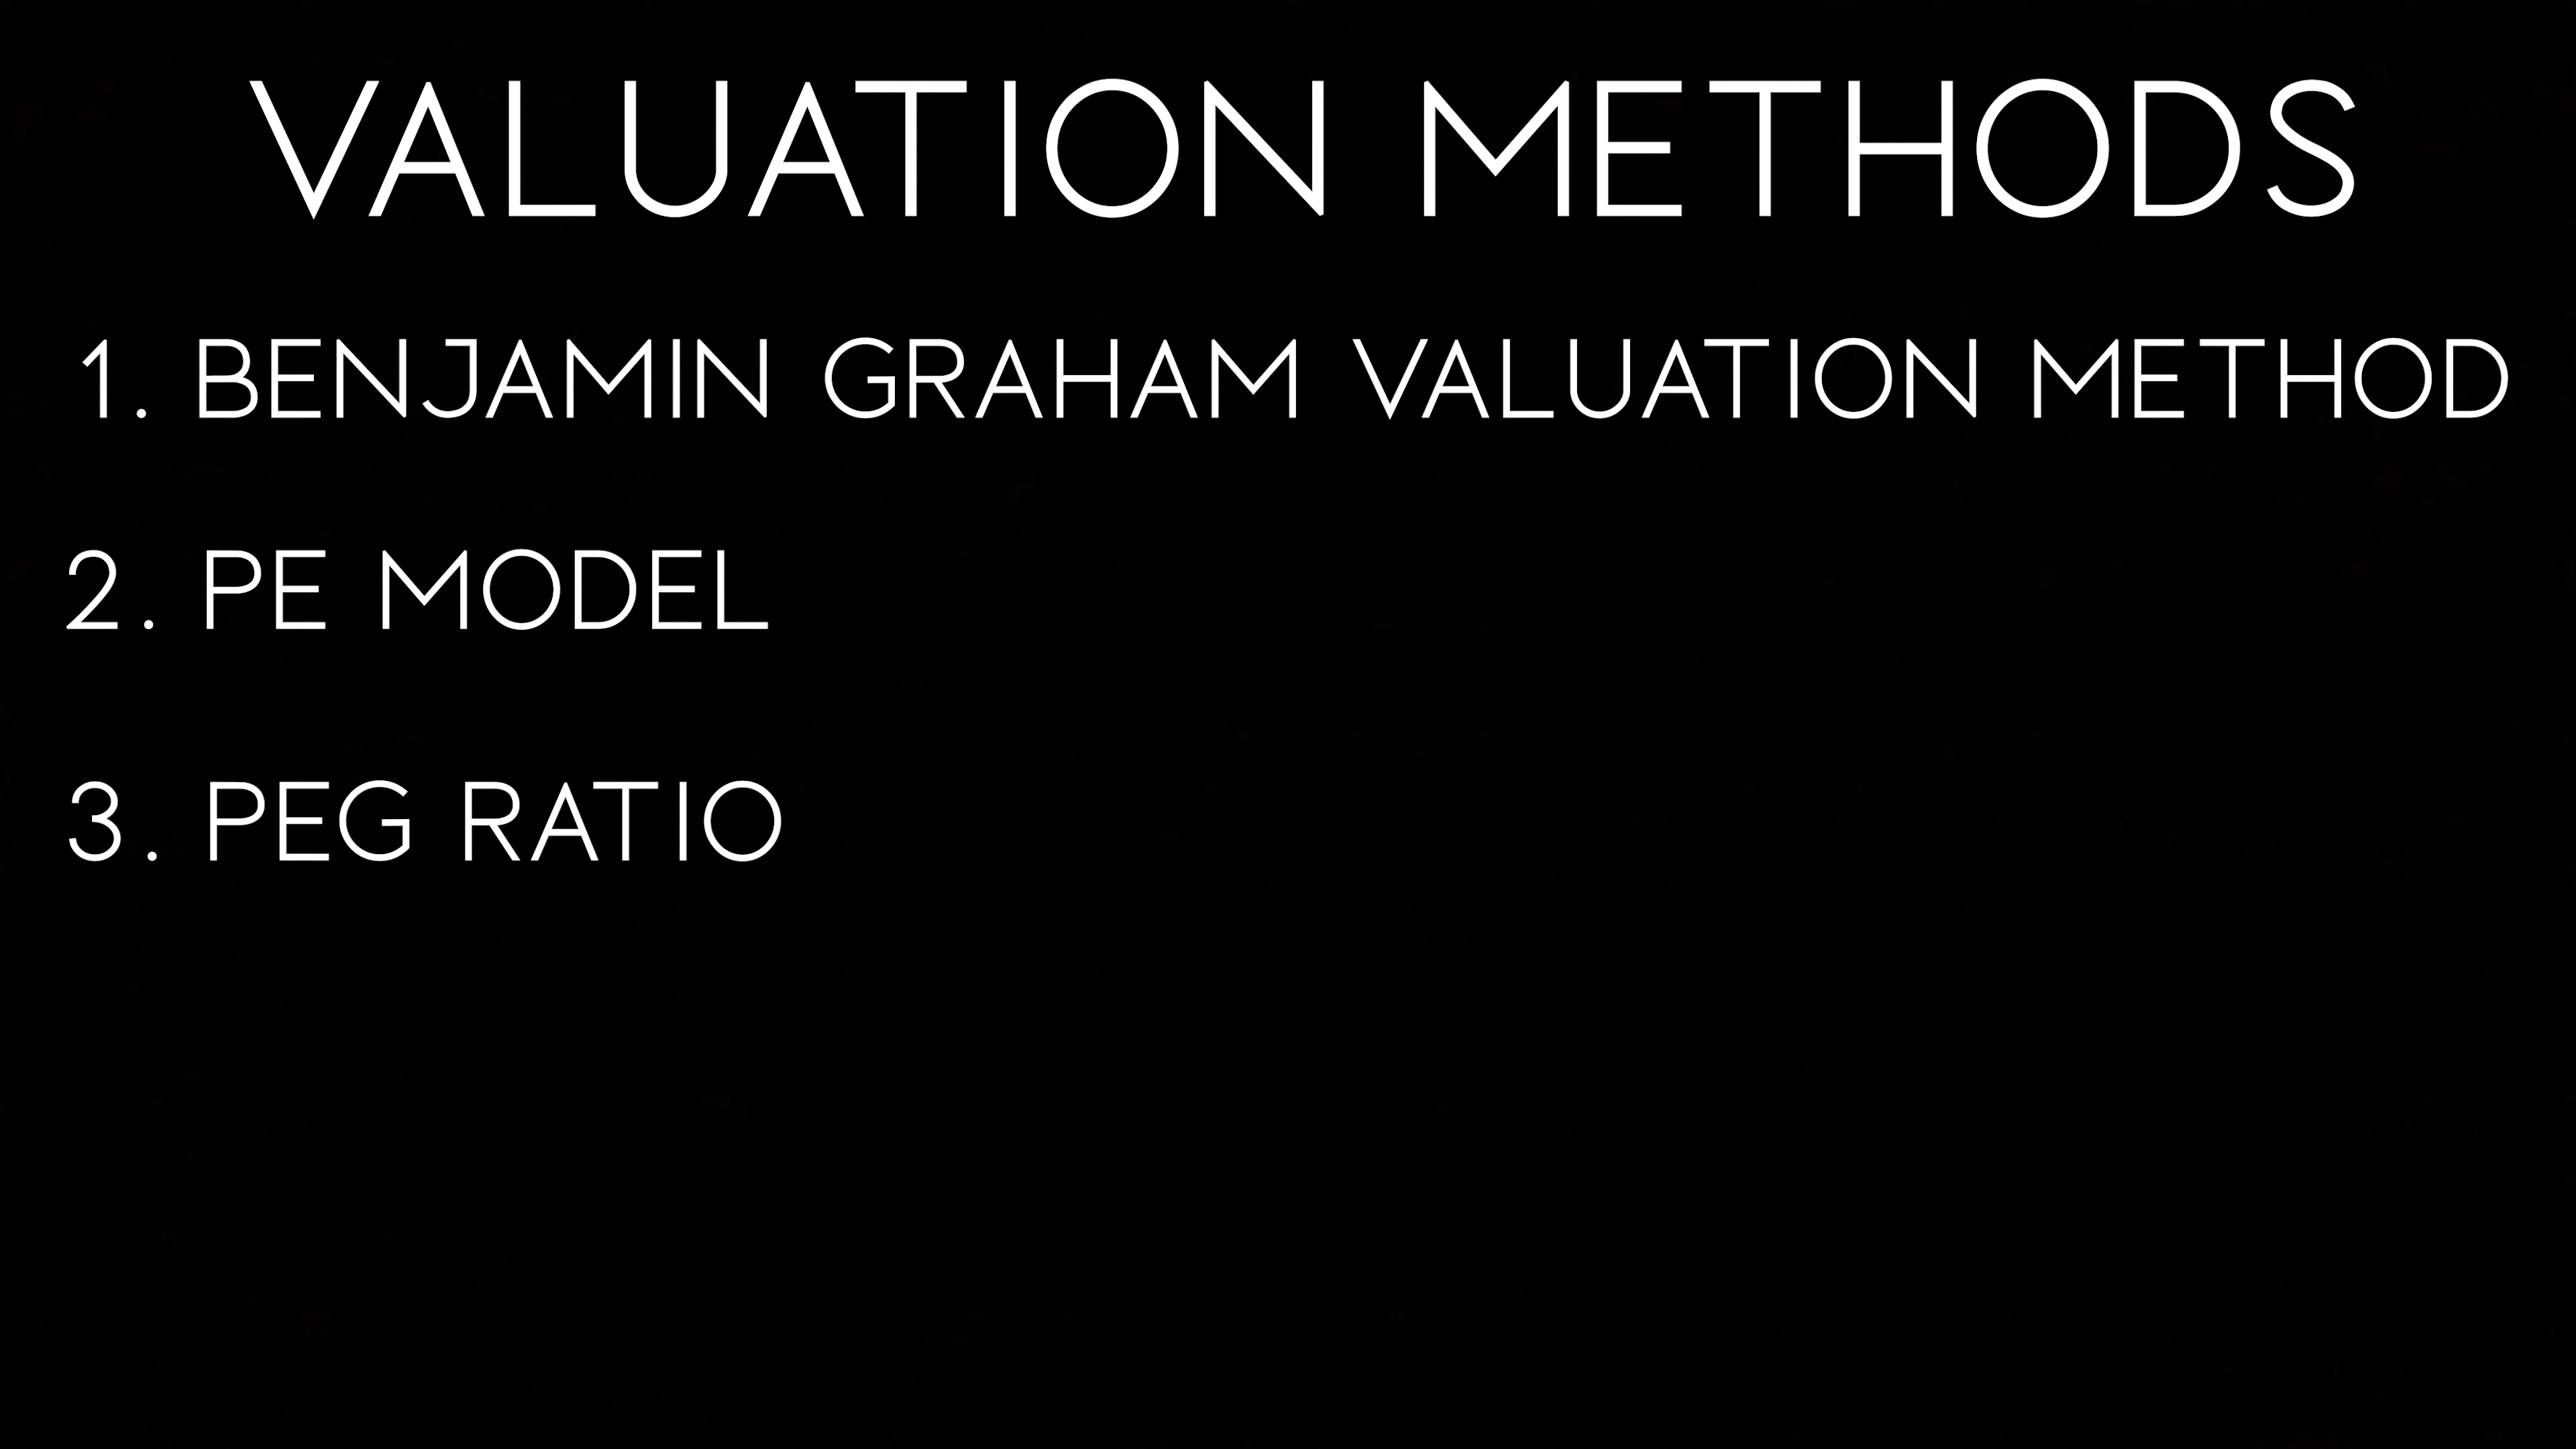 VALUATION METHODS
1. BENJAMIN GRAHAM VALUATION METHOD
2. PE MODEL
3. PEG RATIO